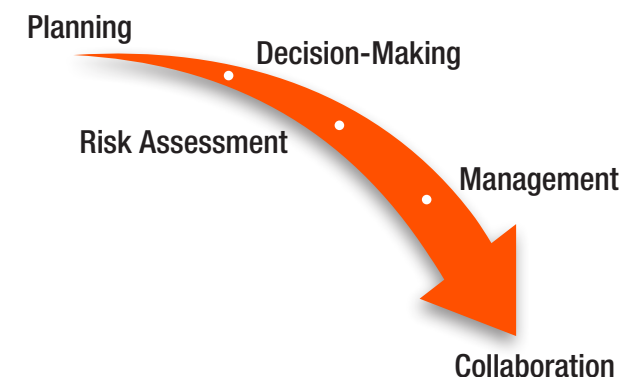 Planning
Decision-Making
Risk Assessment
Management
Collaboration